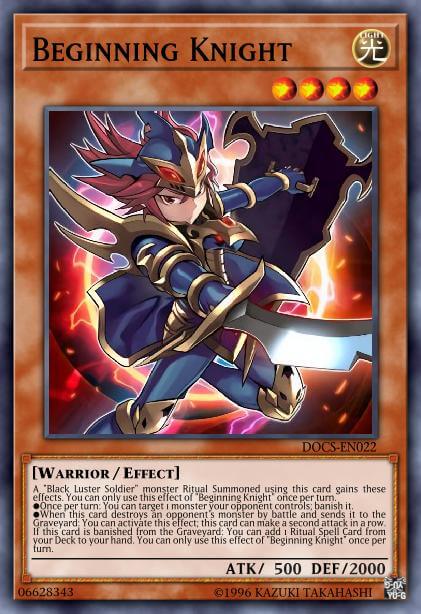 BEGINNING KNIGHT
LIGHT
光
DOCS-EN022
[WARRIOR / EFFECT]
A "Black Luster Soldier" monster Ritual Summoned using this card gains these
effects. You can only use this effect of "Beginning Knight" once per turn.
●Once per turn: You can target 1 monster your opponent controls; banish it.
●When this card destroys an opponent's monster by battle and sends it to the
Graveyard: You can activate this effect; this card can make a second attack in a row.
If this card is banished from the Graveyard: You can add 1 Ritual Spell Card from
your Deck to your hand. You can only use this effect of "Beginning Knight" once per
turn.
ATK/ 500 DEF/2000
06628343
©1996 KAZUKI TAKAHASHI